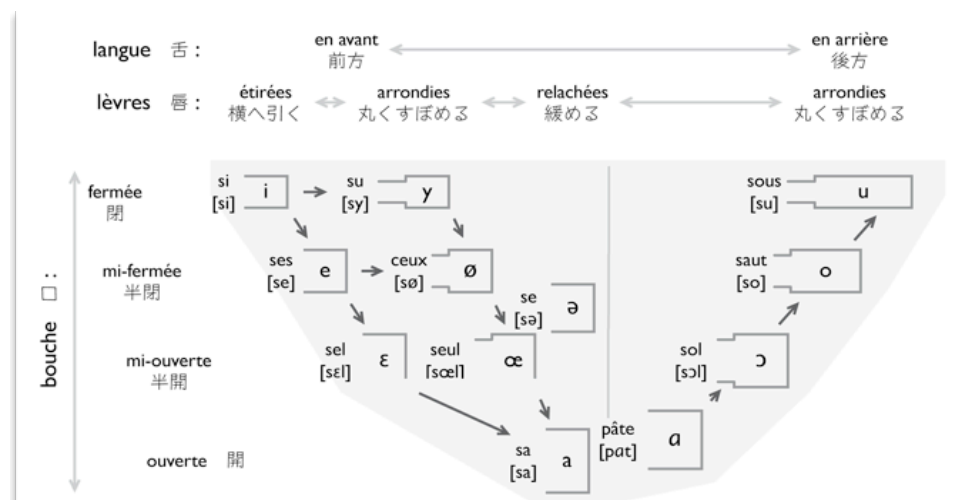 langue 舌 : en avant en arrière
前方 後方
lèvres 唇 : étirées arrondies relachées arrondies
横へ引く 丸くすぼめる 緩める 丸くすぼめる
fermée
閉
si i su y sous u
[si] [sy] [su]
bouche 口 :
mi-fermée
半閉
ses e ceux ø saut o
[se] [sø] [so]
se ə
[sə]
mi-ouverte
半開
sel ɛ seul œ sol ɔ
[sɛl] [sœl] [sɔl]
ouverte 開
sa a pâte ɑ
[sa] [pɑt]